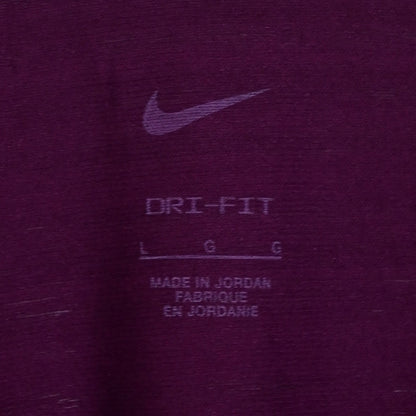 DRI-FIT
L G G
MADE IN JORDAN
FABRIQUE
EN JORDANIE